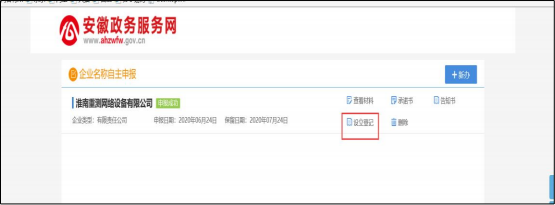 安徽政务服务网
www.ahzwfw.gov.cn
企业名称自主申报
+新办
淮南重测网络设备有限公司 申报成功
查看材料 承诺书 告知书
企业类型：有限责任公司 申报日期：2020年06月24日 保留日期：2020年07月24日
设立登记 删除